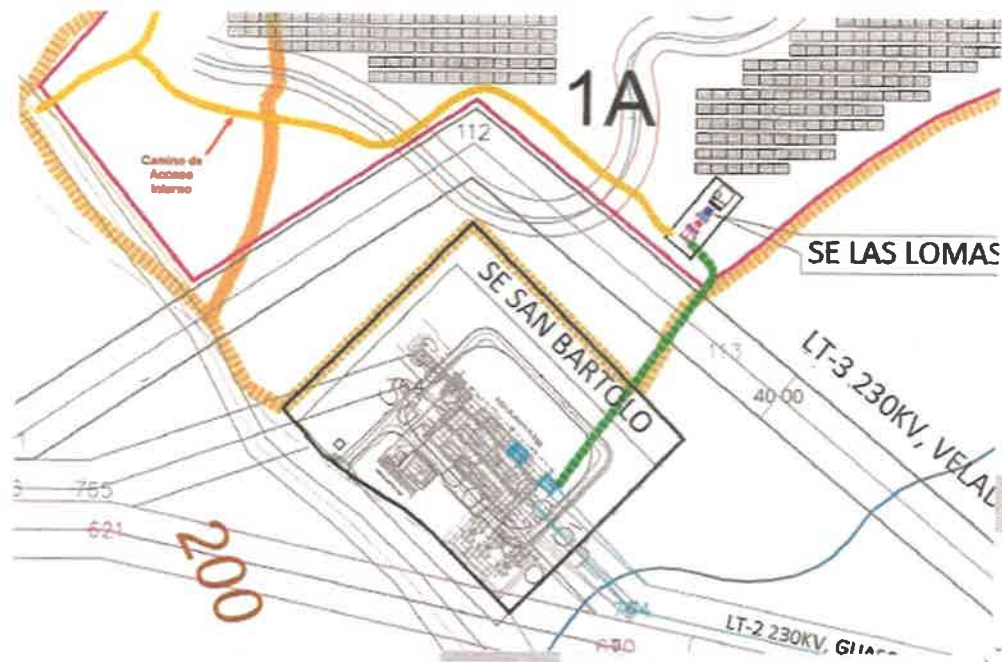 1A
112
Camino de
Acceso
Interno
SE LAS LOMAS
SE SAN BARTOLO
113
LT-3 230KV, VELAD
40-00
765
621
200
764
LT-2 230KV,